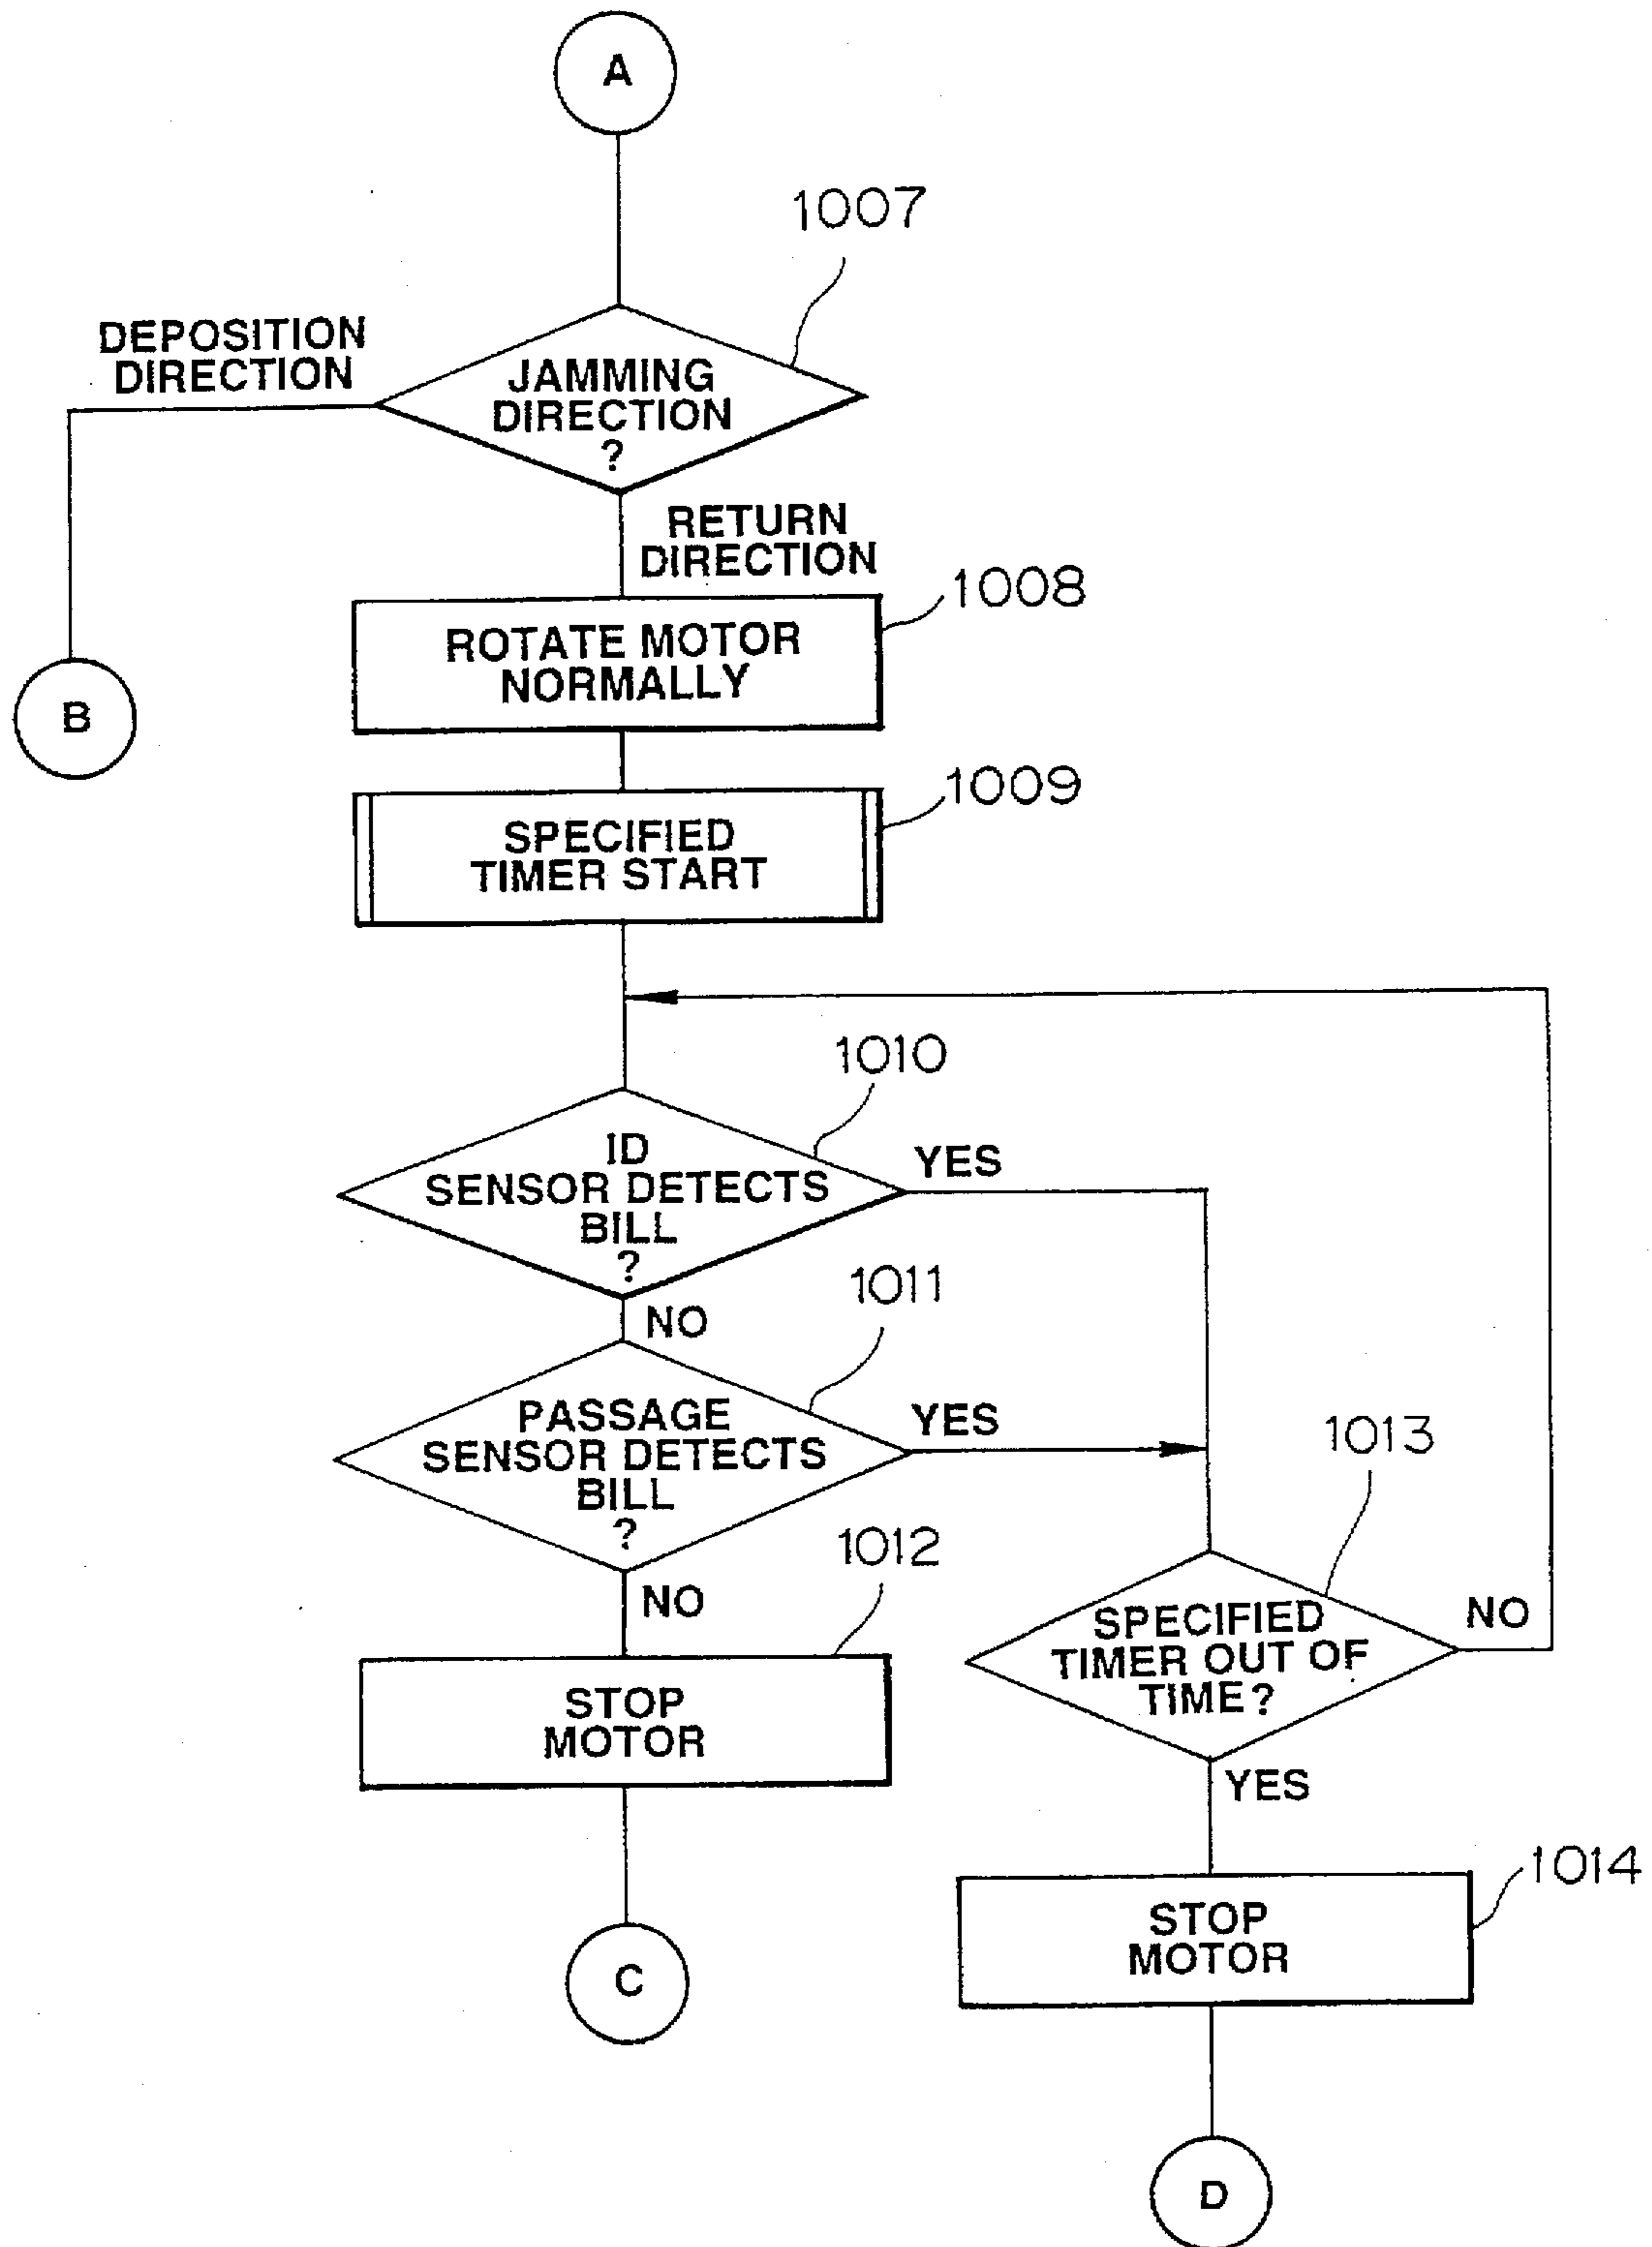 A
1007
DEPOSITION
DIRECTION
JAMMING
DIRECTION
?
RETURN
DIRECTION
1008
ROTATE MOTOR
NORMALLY
B
1009
SPECIFIED
TIMER START
1010
ID
SENSOR DETECTS
BILL
?
YES
NO
1011
PASSAGE
SENSOR DETECTS
BILL
?
YES
NO
1013
SPECIFIED
TIMER OUT OF
TIME?
NO
YES
1012
STOP
MOTOR
1014
STOP
MOTOR
C
D